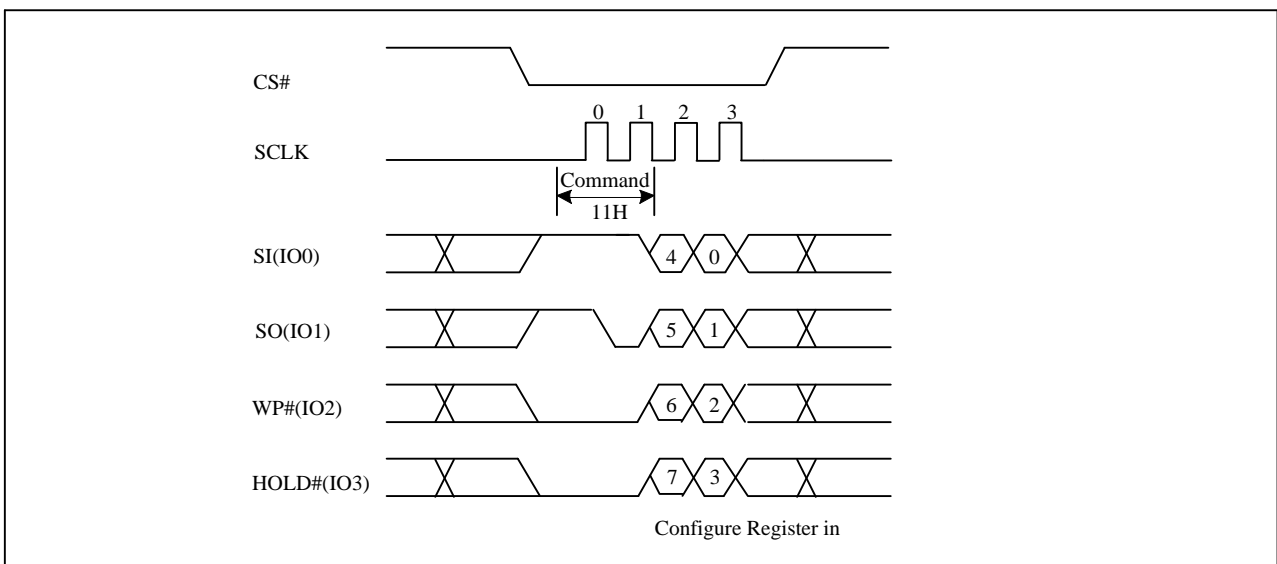 CS#
0 1 2 3
SCLK
Command
11H
SI(IO0) 4 0
SO(IO1) 5 1
WP#(IO2) 6 2
HOLD#(IO3) 7 3
Configure Register in